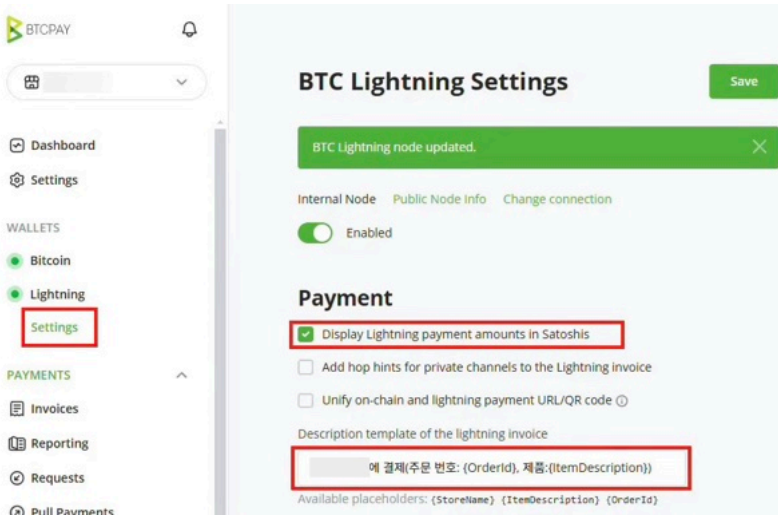 BTCPAY
Dashboard
Settings
WALLETS
Bitcoin
Lightning
Settings
PAYMENTS
Invoices
Reporting
Requests
Pull Payments
BTC Lightning Settings
Save
BTC Lightning node updated.
Internal Node Public Node Info Change connection
Enabled
Payment
Display Lightning payment amounts in Satoshis
Add hop hints for private channels to the Lightning invoice
Unify on-chain and lightning payment URL/QR code
Description template of the lightning invoice
에 결제(주문 번호: {OrderId}, 제품:{ItemDescription})
Available placeholders: {StoreName} {ItemDescription} {OrderId}